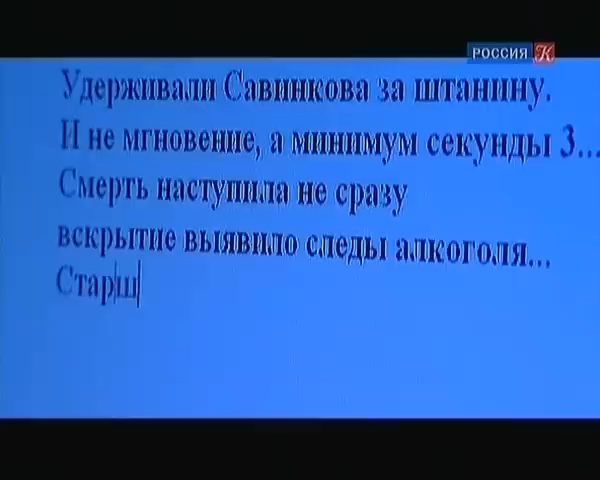 РОССИЯ К
Удерживали Савинкова за штанину.
И не мгновение, а минимум секунды 3...
Смерть наступила не сразу
вскрытие выявило следы алкоголя...
Старш